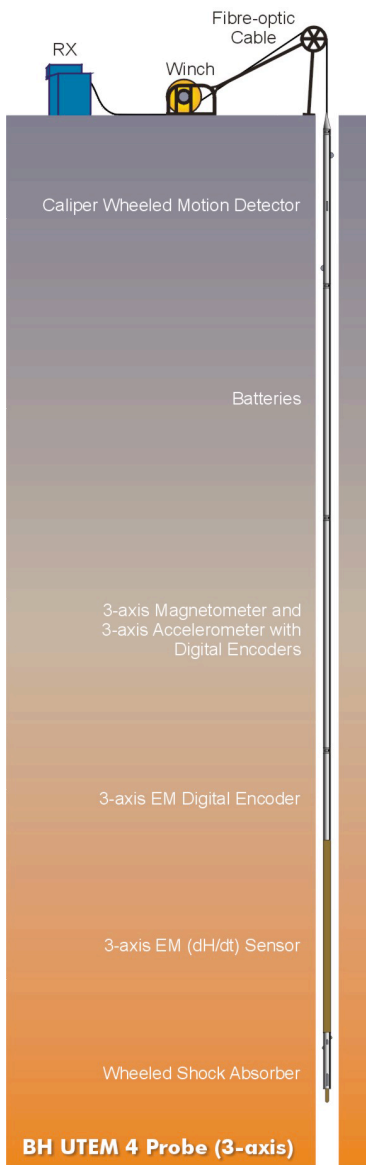 Fibre-optic
Cable
RX
Winch
Caliper Wheeled Motion Detector
Batteries
3-axis Magnetometer and
3-axis Accelerometer with
Digital Encoders
3-axis EM Digital Encoder
3-axis EM (dH/dt) Sensor
Wheeled Shock Absorber
BH UTEM 4 Probe (3-axis)